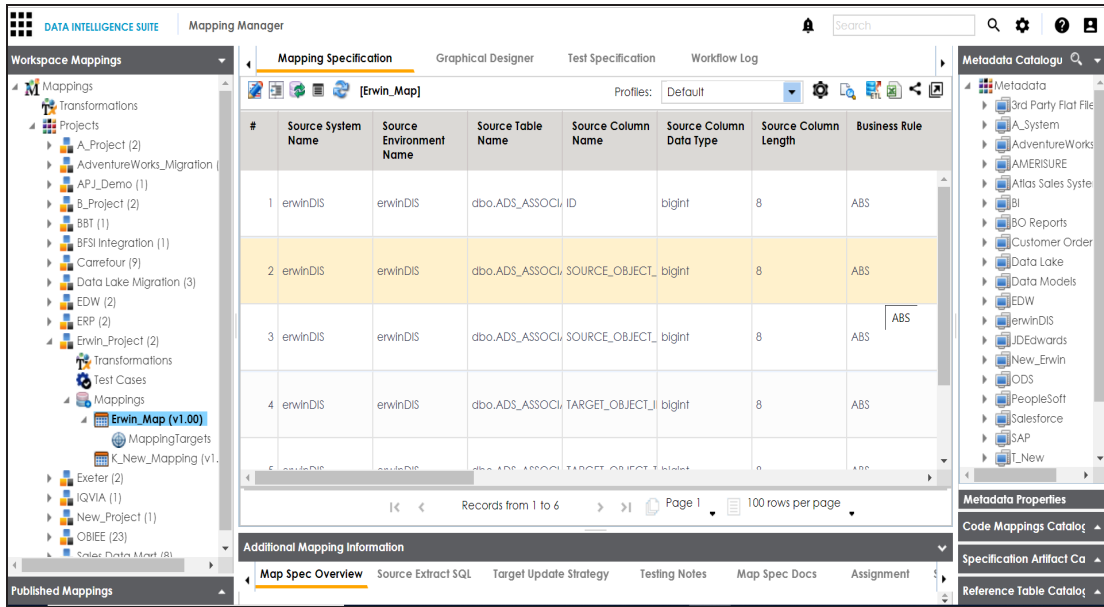 DATA INTELLIGENCE SUITE
Mapping Manager
Search
Workspace Mappings
Mappings
Transformations
Projects
A_Project (2)
AdventureWorks_Migration (
APJ_Demo (1)
B_Project (2)
BBT (1)
BFSI Integration (1)
Carrefour (9)
Data Lake Migration (3)
EDW (2)
ERP (2)
Erwin_Project (2)
Transformations
Test Cases
Mappings
Erwin_Map (v1.00)
MappingTargets
K_New_Mapping (v1.
Exeter (2)
IQVIA (1)
New_Project (1)
OBIEE (23)
Sales Data Mart (8)
Published Mappings
Mapping Specification
Graphical Designer
Test Specification
Workflow Log
[Erwin_Map]
Profiles:
Default
ETL
# Source System Name Source Environment Name Source Table Name Source Column Name Source Column Data Type Source Column Length Business Rule
1 erwinDIS erwinDIS dbo.ADS_ASSOCI ID bigint 8 ABS
2 erwinDIS erwinDIS dbo.ADS_ASSOCI SOURCE_OBJECT_ bigint 8 ABS
ABS
3 erwinDIS erwinDIS dbo.ADS_ASSOCI SOURCE_OBJECT_ bigint 8 ABS
4 erwinDIS erwinDIS dbo.ADS_ASSOCI TARGET_OBJECT_I bigint 8 ABS
Records from 1 to 6
Page 1
100 rows per page
Additional Mapping Information
Map Spec Overview
Source Extract SQL
Target Update Strategy
Testing Notes
Map Spec Docs
Assignment
Metadata Catalogu
Metadata
3rd Party Flat File
A_System
AdventureWorks
AMERISURE
Atlas Sales Syste
BI
BO Reports
Customer Order
Data Lake
Data Models
EDW
erwinDIS
JDEdwards
New_Erwin
ODS
PeopleSoft
Salesforce
SAP
T_New
Metadata Properties
Code Mappings Catalog
Specification Artifact Ca
Reference Table Catalog